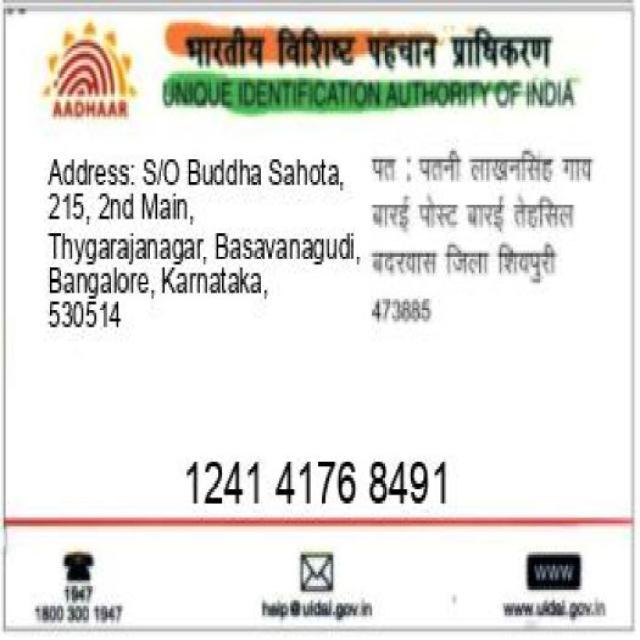 भारतीय विशिष्ट पहचान प्राधिकरण
AADHAAR
UNIQUE IDENTIFICATION AUTHORITY OF INDIA
Address: S/O Buddha Sahota,
215, 2nd Main,
Thygarajanagar, Basavanagudi,
Bangalore, Karnataka,
530514
पत : पतनी लाखनसिंह गाय
बारई पोस्ट बारई तेहसिल
बदरवास जिला शिवपुरी
473885
1241 4176 8491
1947
1800 300 1947
help@uidai.gov.in
WWW
www.uidai.gov.in